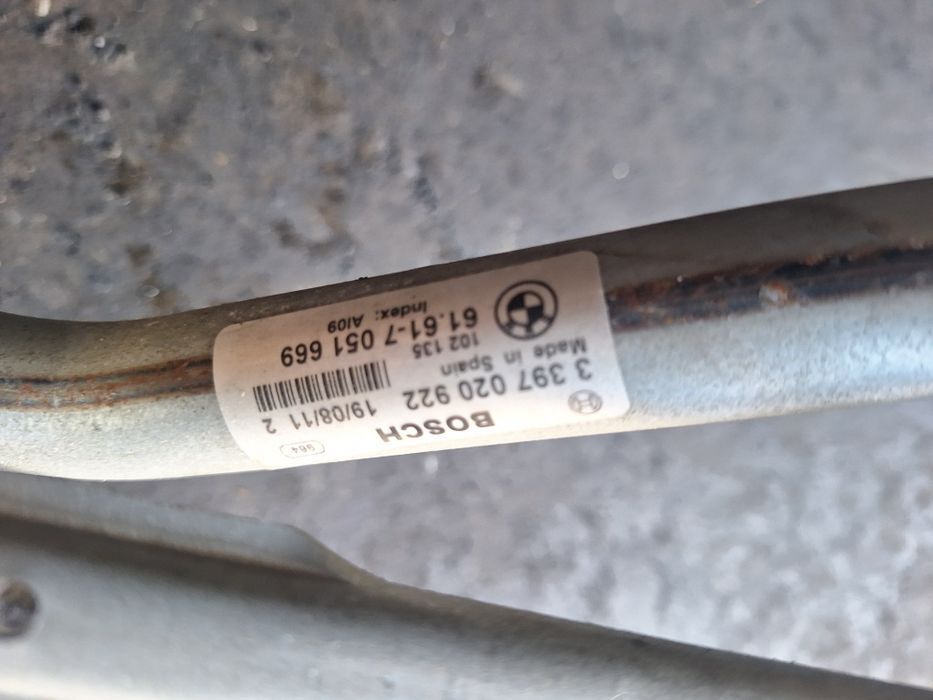 964
BOSCH
3 397 020 922
19/08/11 2
Made in Spain
102 135
61.61-7 051 669
Index: AI09